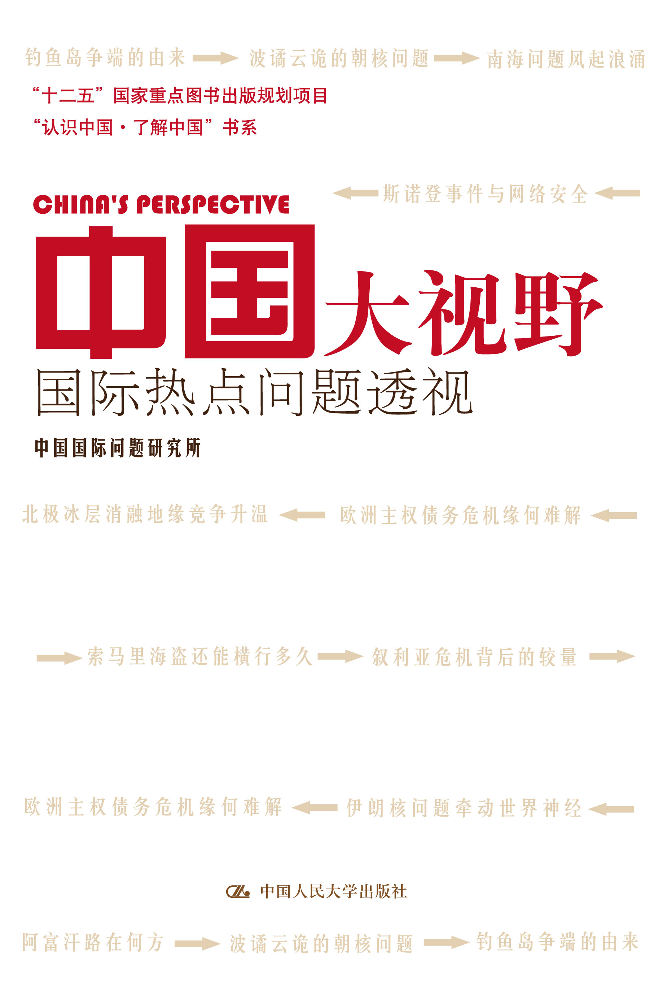 钓鱼岛争端的由来 波谲云诡的朝核问题 南海问题风起浪涌
“十二五”国家重点图书出版规划项目
“认识中国·了解中国”书系
斯诺登事件与网络安全
CHINA'S PERSPECTIVE
中国大视野
国际热点问题透视
中国国际问题研究所
北极冰层消融地缘竞争升温 欧洲主权债务危机缘何难解
索马里海盗还能横行多久 叙利亚危机背后的较量
欧洲主权债务危机缘何难解 伊朗核问题牵动世界神经
中国人民大学出版社
阿富汗路在何方 波谲云诡的朝核问题 钓鱼岛争端的由来